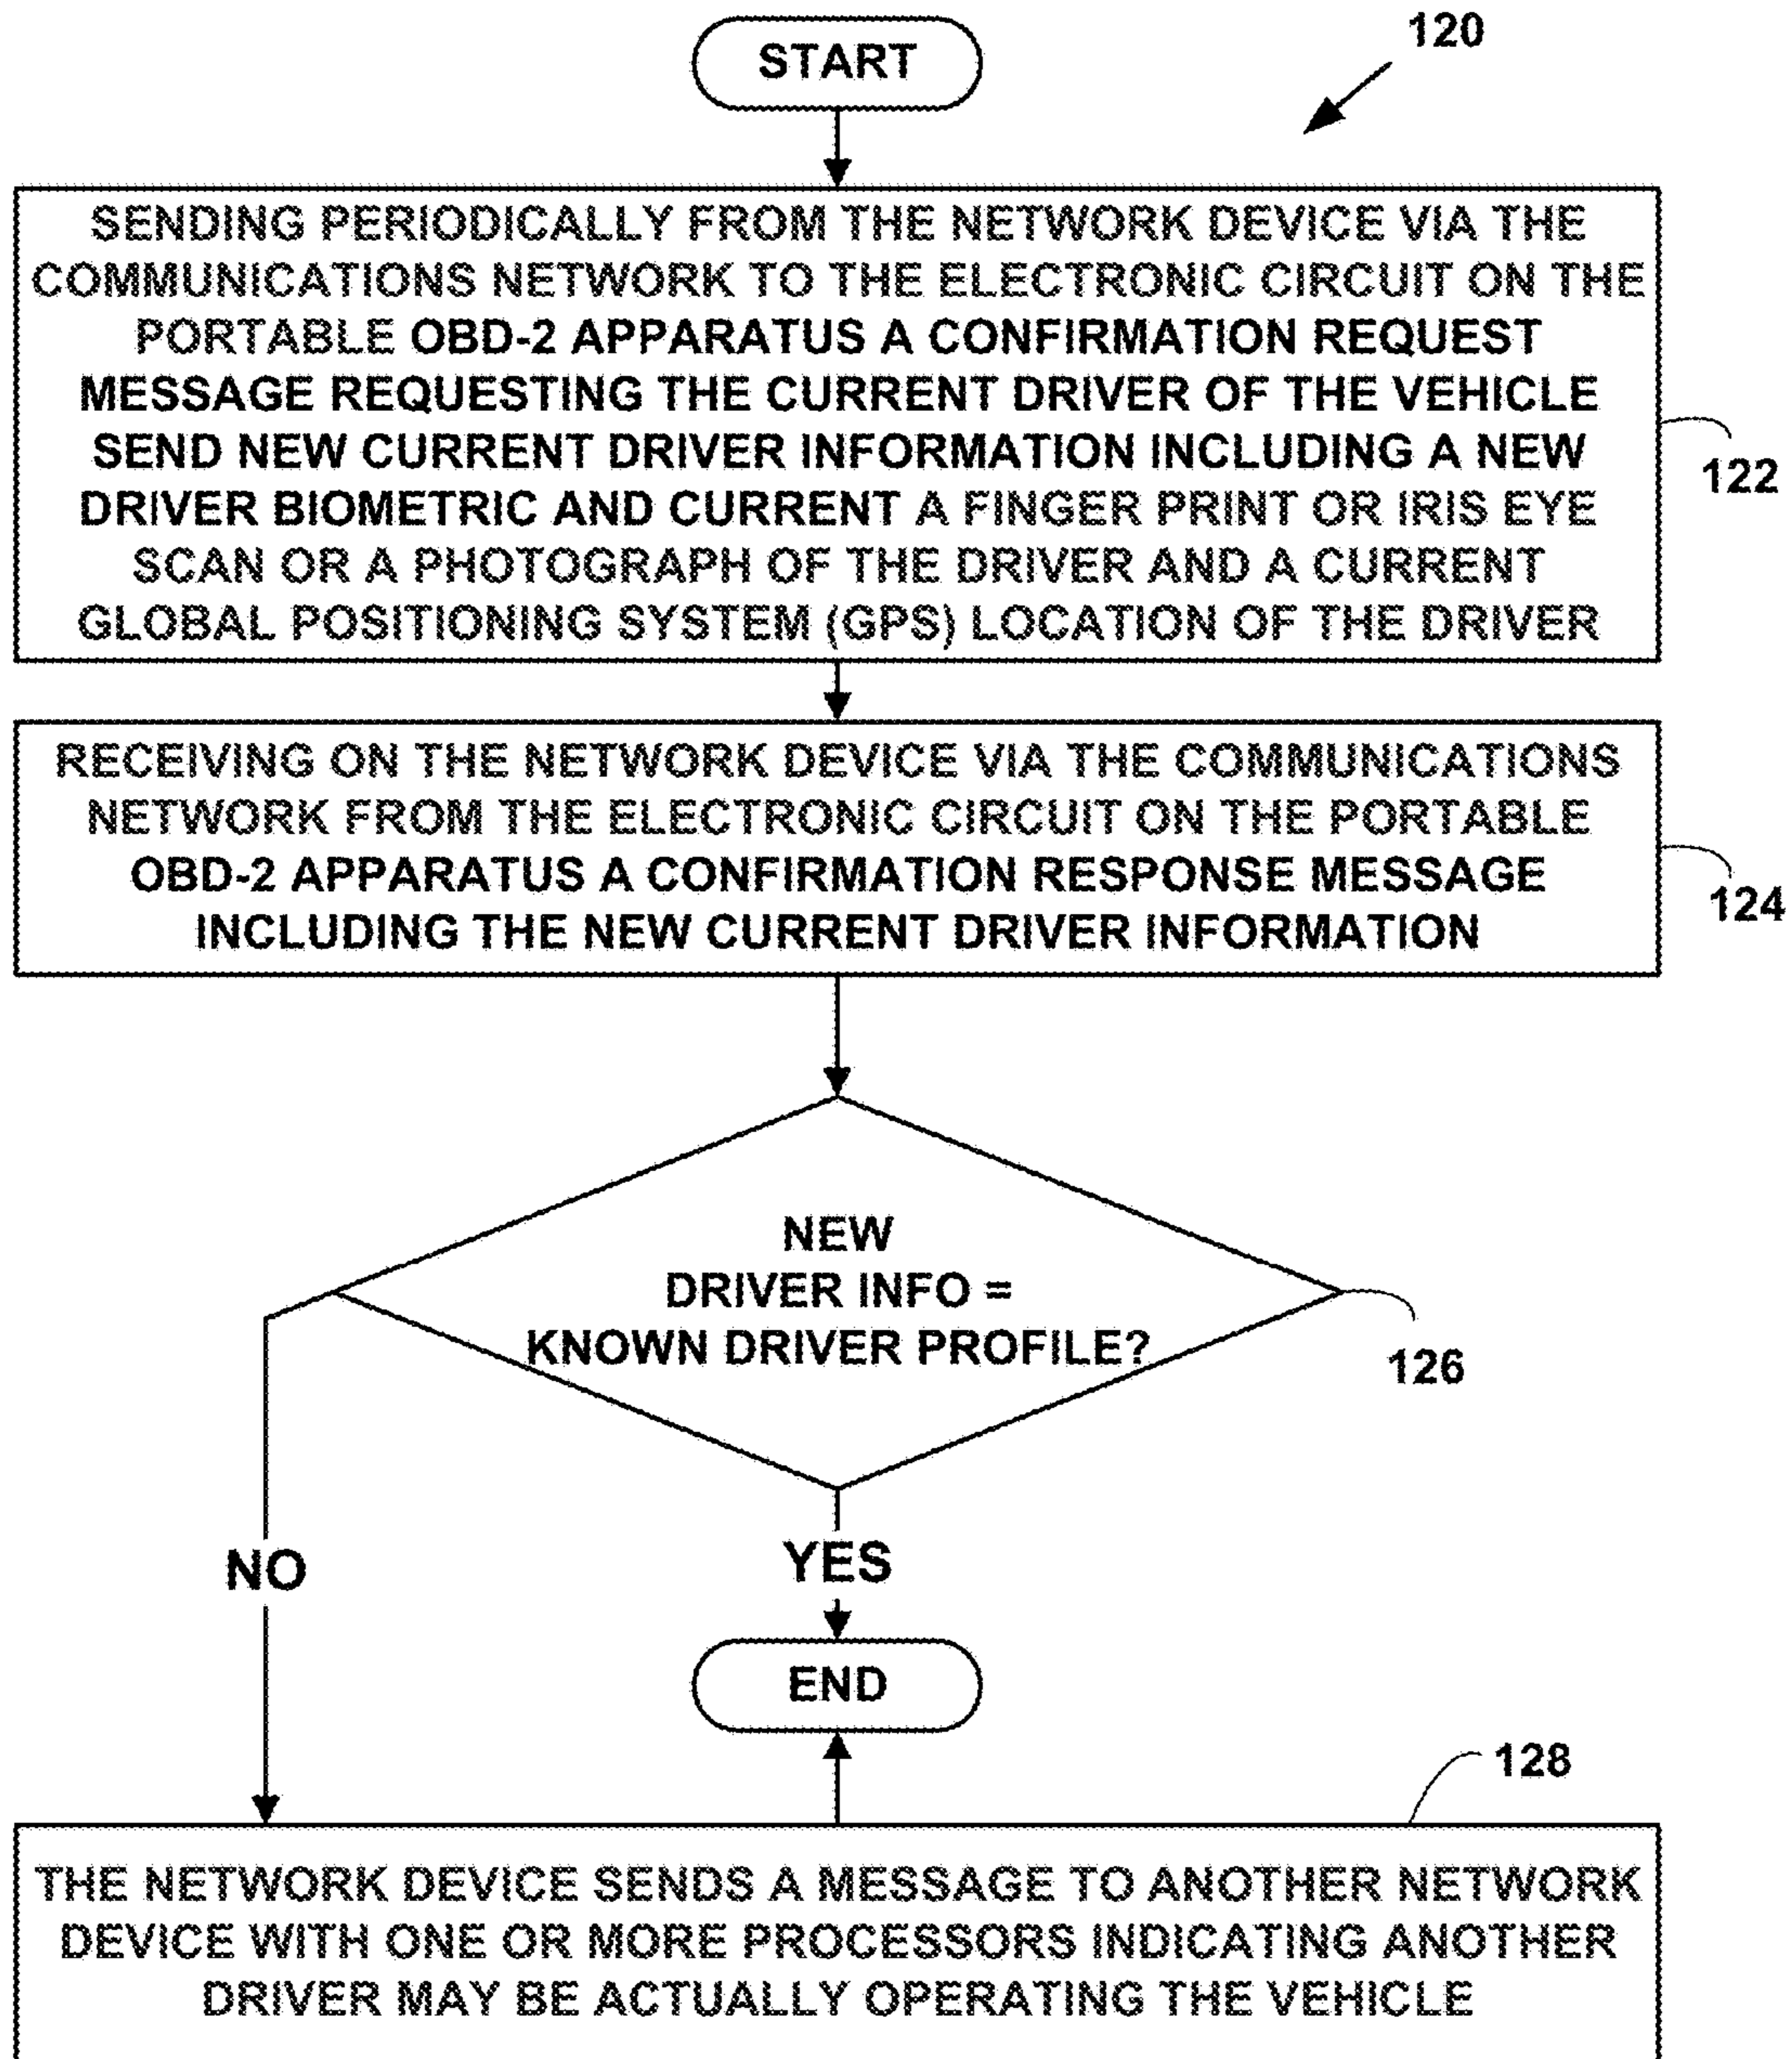 START
120
SENDING PERIODICALLY FROM THE NETWORK DEVICE VIA THE
COMMUNICATIONS NETWORK TO THE ELECTRONIC CIRCUIT ON THE
PORTABLE OBD-2 APPARATUS A CONFIRMATION REQUEST
MESSAGE REQUESTING THE CURRENT DRIVER OF THE VEHICLE
SEND NEW CURRENT DRIVER INFORMATION INCLUDING A NEW
DRIVER BIOMETRIC AND CURRENT A FINGER PRINT OR IRIS EYE
SCAN OR A PHOTOGRAPH OF THE DRIVER AND A CURRENT
GLOBAL POSITIONING SYSTEM (GPS) LOCATION OF THE DRIVER
122
RECEIVING ON THE NETWORK DEVICE VIA THE COMMUNICATIONS
NETWORK FROM THE ELECTRONIC CIRCUIT ON THE PORTABLE
OBD-2 APPARATUS A CONFIRMATION RESPONSE MESSAGE
INCLUDING THE NEW CURRENT DRIVER INFORMATION
124
NEW
DRIVER INFO =
KNOWN DRIVER PROFILE?
126
NO
YES
END
128
THE NETWORK DEVICE SENDS A MESSAGE TO ANOTHER NETWORK
DEVICE WITH ONE OR MORE PROCESSORS INDICATING ANOTHER
DRIVER MAY BE ACTUALLY OPERATING THE VEHICLE